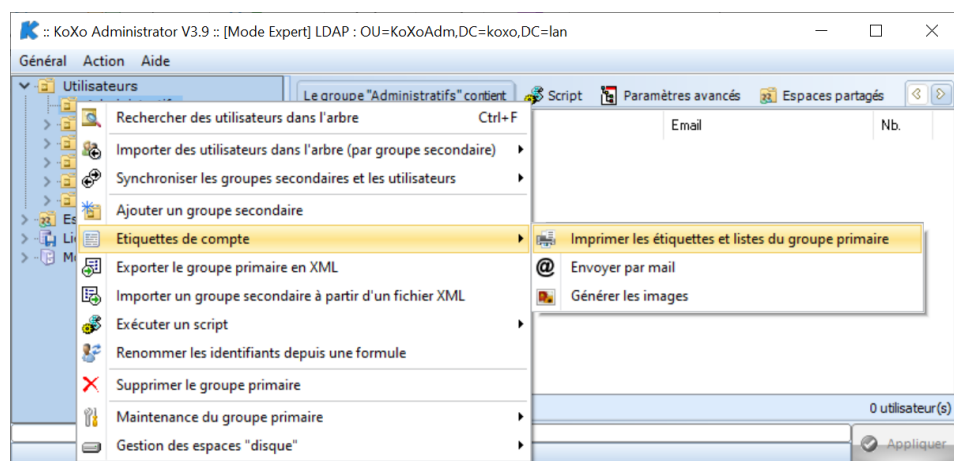 :: KoXo Administrator V3.9 :: [Mode Expert] LDAP : OU=KoXoAdm,DC=koxo,DC=lan
Général Action Aide
Utilisateurs
Le groupe "Administratifs" contient Script Paramètres avancés Espaces partagés
Email Nb.
Rechercher des utilisateurs dans l'arbre Ctrl+F
Importer des utilisateurs dans l'arbre (par groupe secondaire)
Synchroniser les groupes secondaires et les utilisateurs
Ajouter un groupe secondaire
Es
Etiquettes de compte
Li
Imprimer les étiquettes et listes du groupe primaire
Exporter le groupe primaire en XML
Envoyer par mail
Importer un groupe secondaire à partir d'un fichier XML
Générer les images
Exécuter un script
Renommer les identifiants depuis une formule
Supprimer le groupe primaire
Maintenance du groupe primaire
0 utilisateur(s)
Gestion des espaces "disque"
Appliquer